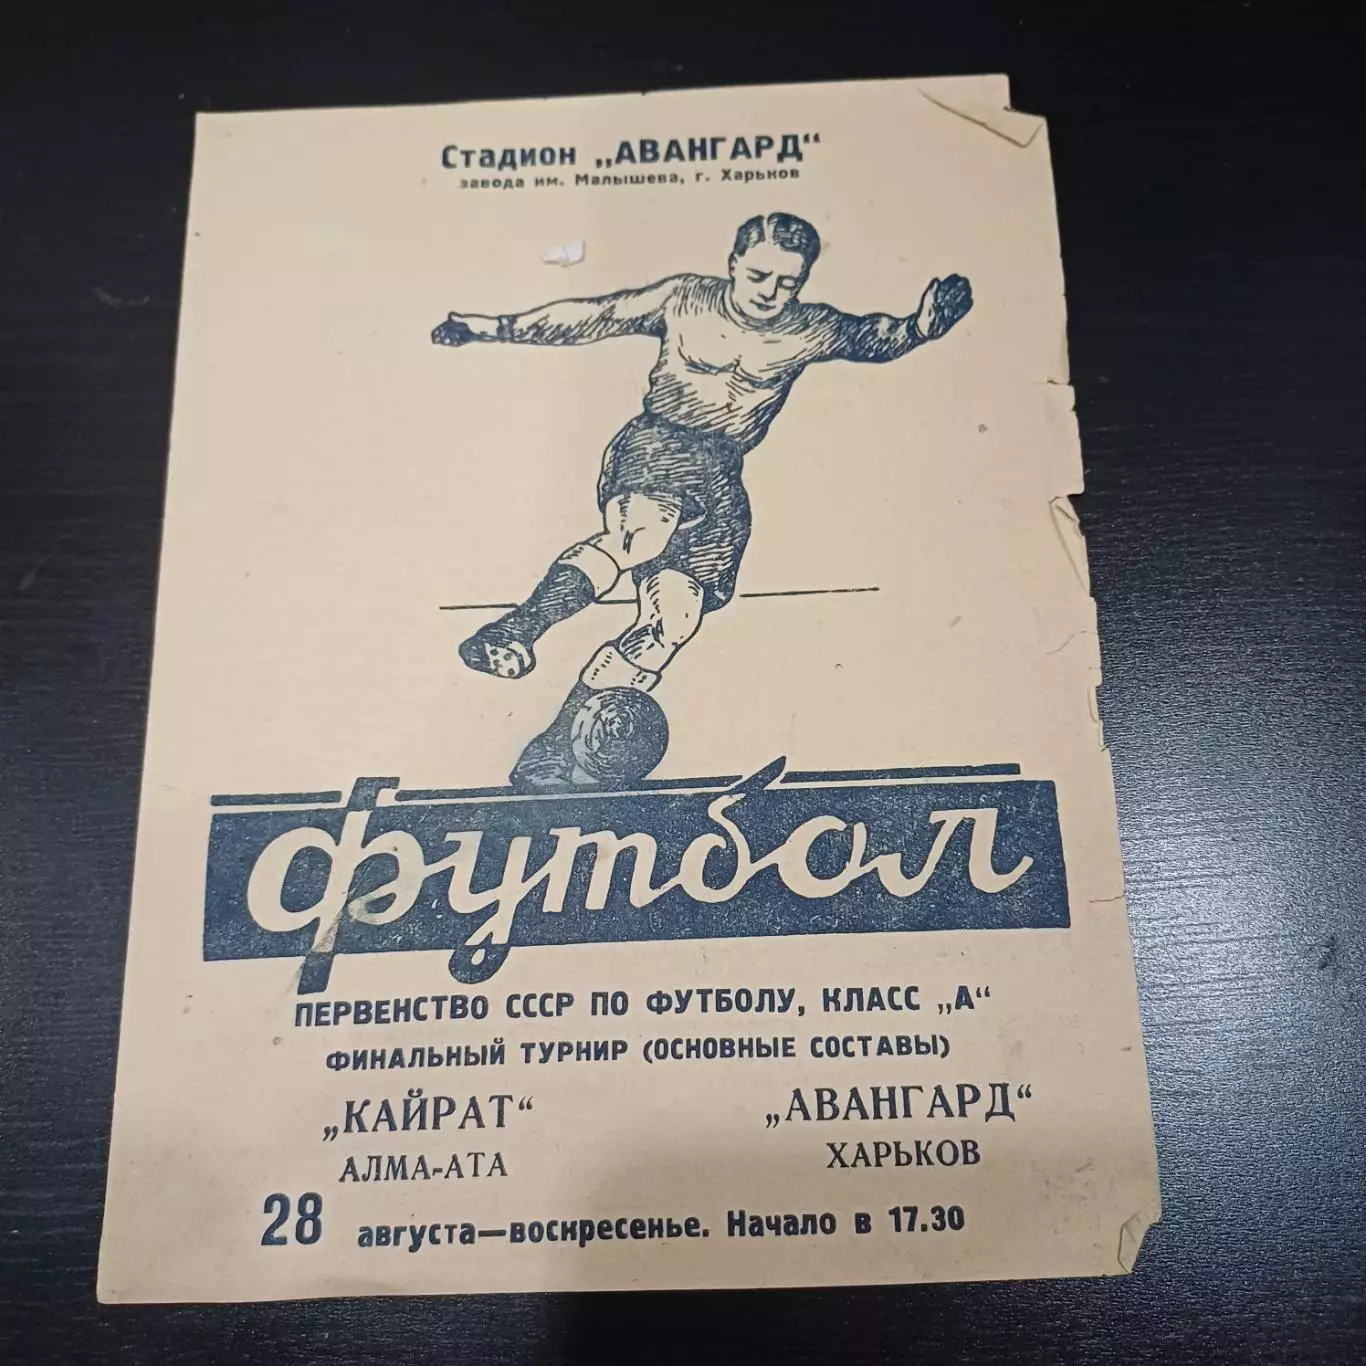 Стадион „АВАНГАРД“
завода им. Малышева, г. Харьков
футбол
ПЕРВЕНСТВО СССР ПО ФУТБОЛУ, КЛАСС „А“
ФИНАЛЬНЫЙ ТУРНИР (ОСНОВНЫЕ СОСТАВЫ)
„КАЙРАТ“ „АВАНГАРД“
АЛМА-АТА ХАРЬКОВ
28 августа—воскресенье. Начало в 17.30